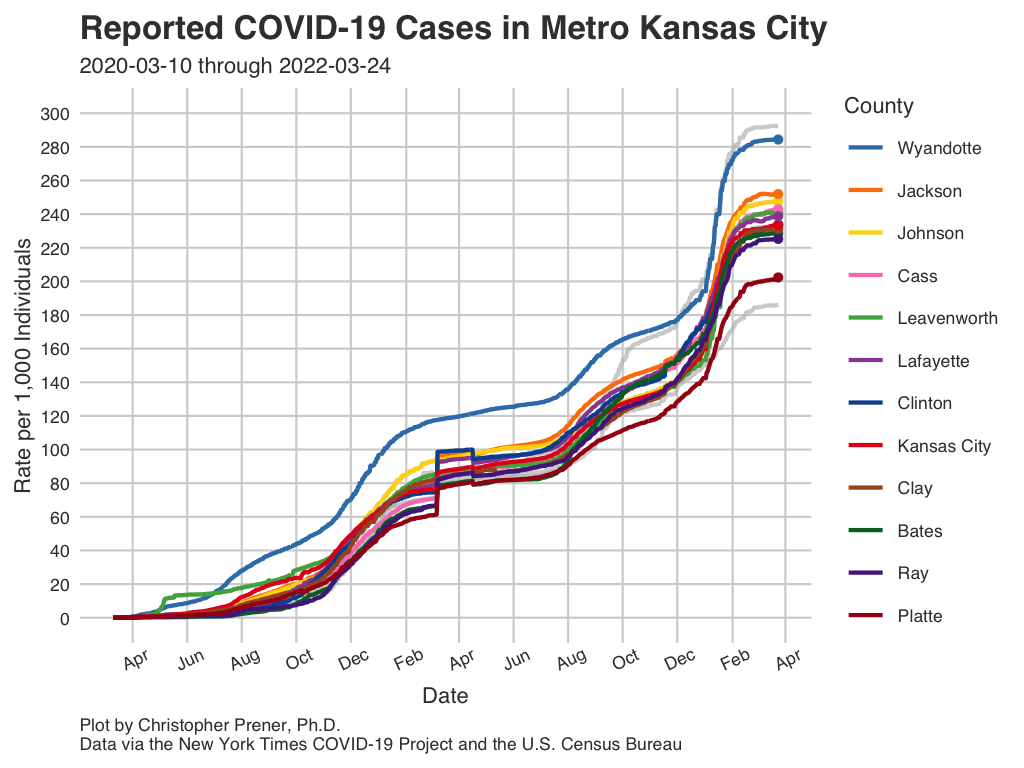 Reported COVID-19 Cases in Metro Kansas City
2020-03-10 through 2022-03-24
Rate per 1,000 Individuals
300
280
260
240
220
200
180
160
140
120
100
80
60
40
20
0
Apr Jun Aug Oct Dec Feb Apr Jun Aug Oct Dec Feb Apr
Date
County
Wyandotte
Jackson
Johnson
Cass
Leavenworth
Lafayette
Clinton
Kansas City
Clay
Bates
Ray
Platte
Plot by Christopher Prener, Ph.D.
Data via the New York Times COVID-19 Project and the U.S. Census Bureau